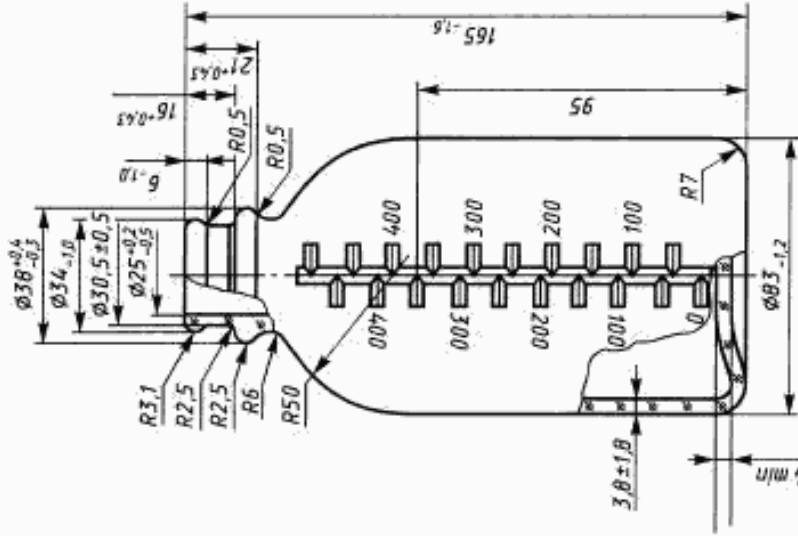 165₋₁,₆
21⁺⁰,⁴³
16⁺⁰,⁴³
6₋₁,₀
95
R0,5
R0,5
R7
Ø38⁺⁰,⁴₋₀,₃
Ø34₋₁,₀
Ø30,5±0,5
Ø25⁺⁰,²₋₀,₅
Ø83₋₁,₂
400
300
200
100
400
300
200
100
0
R3,1
R2,5
R2,5
R6
R50
3,8±1,8
min